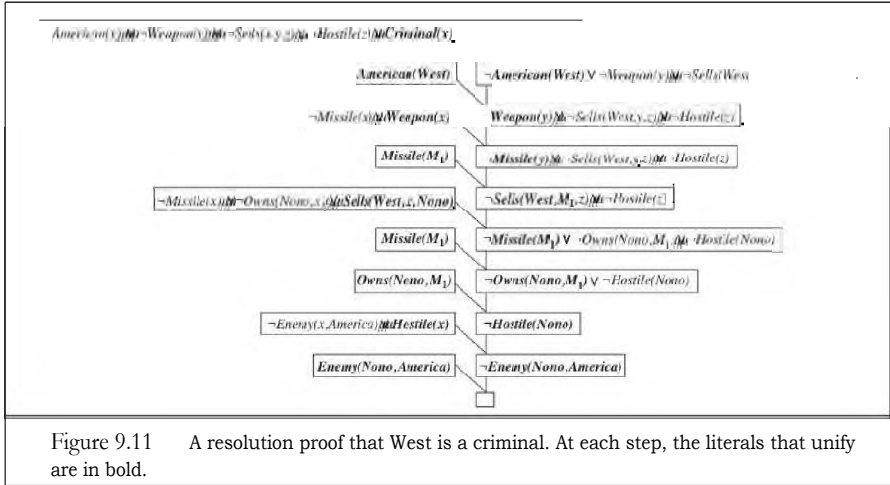 American(x) ¬Weapon(y) ¬Sells(x,y,z) Hostile(z) Criminal(x)
American(West) ¬American(West) ∨ ¬Weapon(y) ¬Sells(West
¬Missile(x) Weapon(x) Weapon(y) ¬Sells(West,y,z) ¬Hostile(z)
Missile(M1) Missile(y) Sells(West,y,z) Hostile(z)
¬Missile(x) ¬Owns(Nono,x) Sells(West,x,Nono) ¬Sells(West,M1,z) ¬Hostile(z)
Missile(M1) ¬Missile(M1) ∨ Owns(Nono,M1 Hostile(Nono)
Owns(Nono,M1) ¬Owns(Nono,M1) ∨ ¬Hostile(Nono)
¬Enemy(x,America) Hostile(x) ¬Hostile(Nono)
Enemy(Nono,America) ¬Enemy(Nono,America)
Figure 9.11 A resolution proof that West is a criminal. At each step, the literals that unify
are in bold.